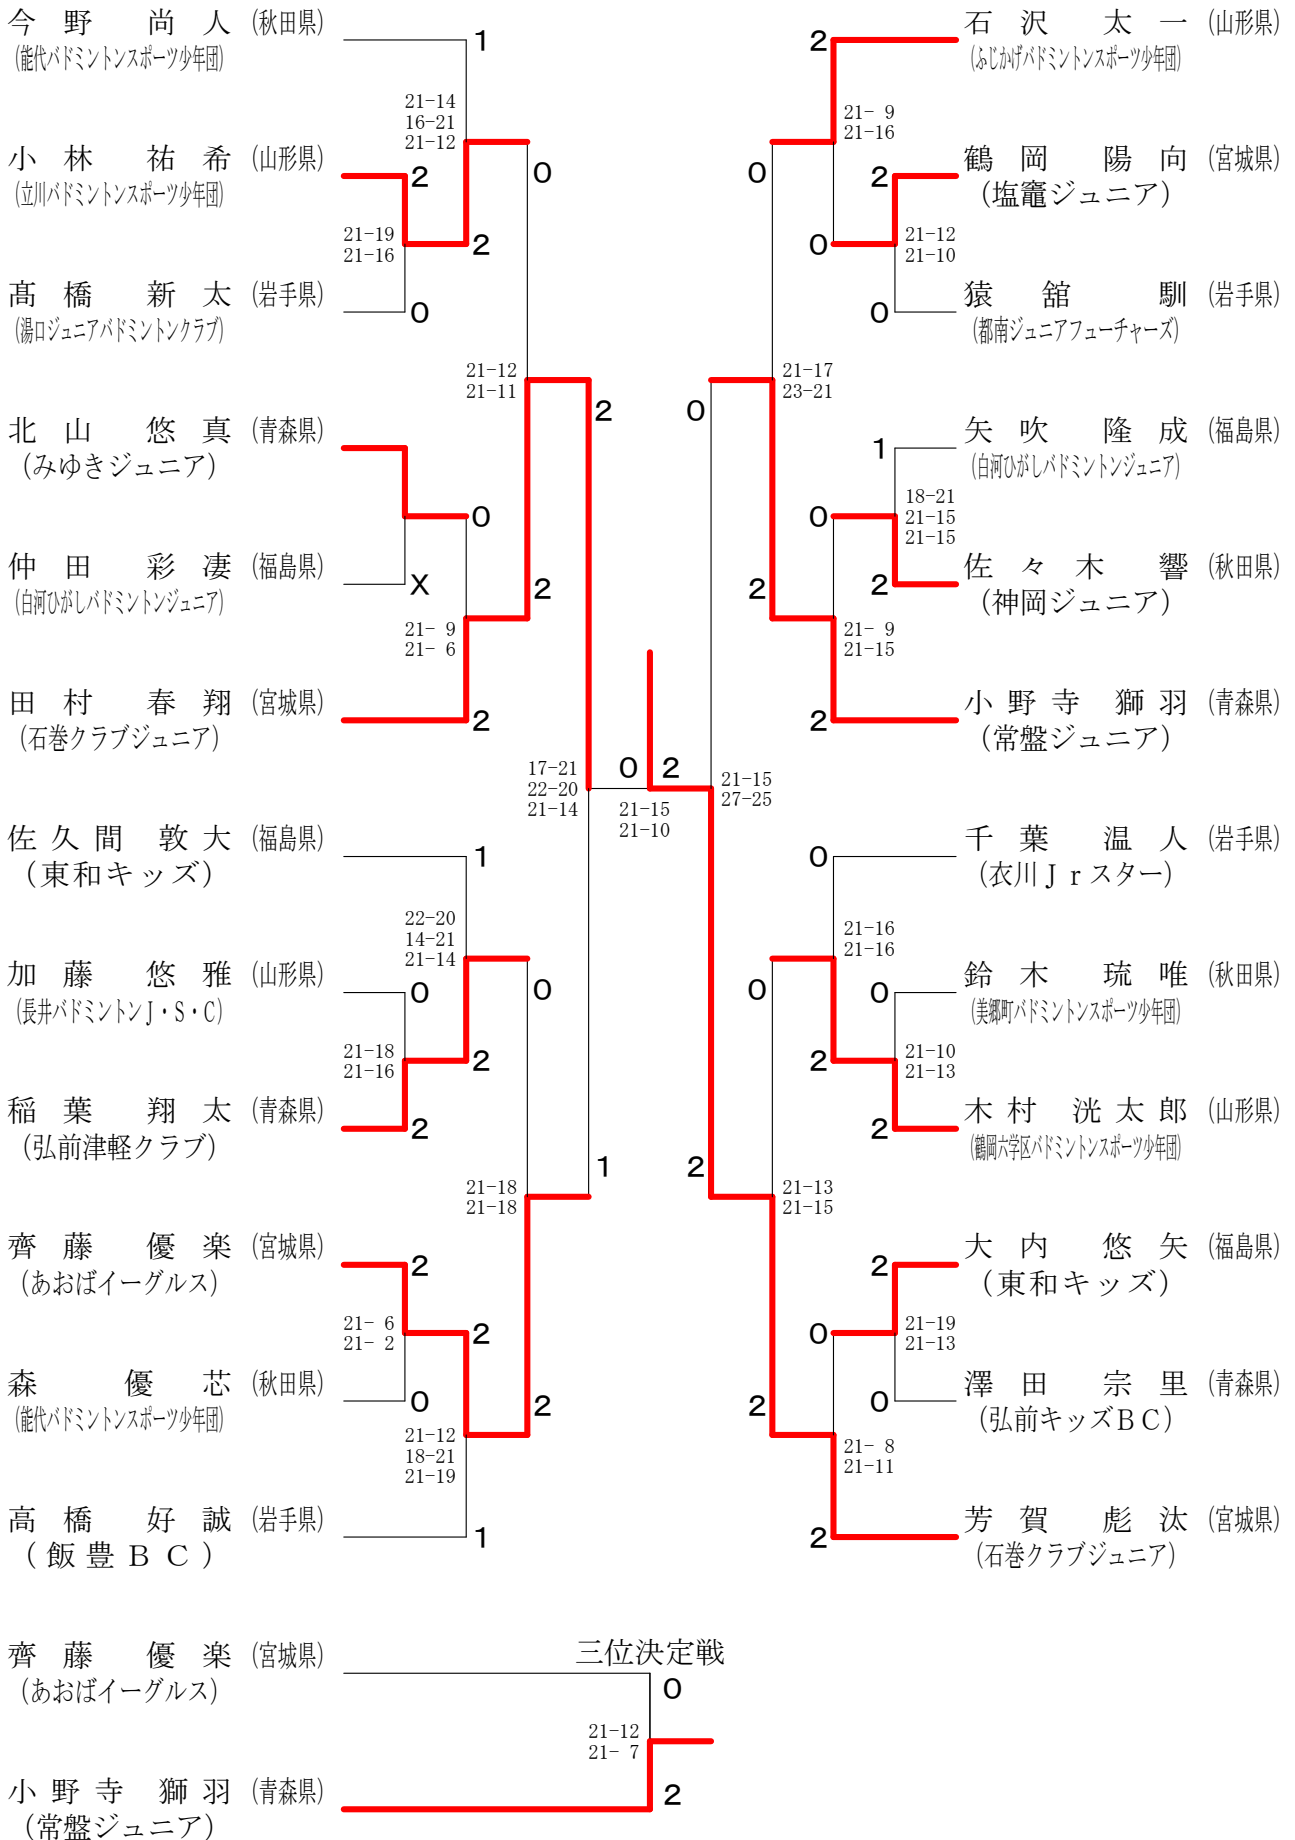 今野 尚人 (秋田県)
(能代バドミントンスポーツ少年団)
1
21-14
16-21
21-12
小林 祐希 (山形県)
(立川バドミントンスポーツ少年団)
2
0
21-19
21-16
2
髙橋 新太 (岩手県)
(湯口ジュニアバドミントンクラブ)
0
21-12
21-11
2
北山 悠真 (青森県)
(みゆきジュニア)
0
仲田 彩凄 (福島県)
(白河ひがしバドミントンジュニア)
X
2
21- 9
21- 6
田村 春翔 (宮城県)
(石巻クラブジュニア)
2
17-21
22-20
21-14
0
2
21-15
21-10
佐久間 敦大 (福島県)
(東和キッズ)
1
22-20
14-21
21-14
加藤 悠雅 (山形県)
(長井バドミントンJ・S・C)
0
0
21-18
21-16
2
稲葉 翔太 (青森県)
(弘前津軽クラブ)
2
1
21-18
21-18
齊藤 優楽 (宮城県)
(あおばイーグルス)
2
21- 6
21- 2
2
森 優芯 (秋田県)
(能代バドミントンスポーツ少年団)
0
2
21-12
18-21
21-19
高橋 好誠 (岩手県)
(飯豊BC)
1
石沢 太一 (山形県)
(ふじかげバドミントンスポーツ少年団)
2
21- 9
21-16
鶴岡 陽向 (宮城県)
(塩竈ジュニア)
0
2
0
21-12
21-10
猿舘 馴 (岩手県)
(都南ジュニアフューチャーズ)
0
21-17
23-21
0
矢吹 隆成 (福島県)
(白河ひがしバドミントンジュニア)
1
18-21
21-15
21-15
0
佐々木 響 (秋田県)
(神岡ジュニア)
2
2
21- 9
21-15
小野寺 獅羽 (青森県)
(常盤ジュニア)
2
21-15
27-25
千葉 温人 (岩手県)
(衣川Jrスター)
0
21-16
21-16
鈴木 琉唯 (秋田県)
(美郷町バドミントンスポーツ少年団)
0
0
21-10
21-13
2
木村 洸太郎 (山形県)
(鶴岡六学区バドミントンスポーツ少年団)
2
2
21-13
21-15
大内 悠矢 (福島県)
(東和キッズ)
2
0
21-19
21-13
澤田 宗里 (青森県)
(弘前キッズBC)
0
2
21- 8
21-11
芳賀 彪汰 (宮城県)
(石巻クラブジュニア)
2
三位決定戦
齊藤 優楽 (宮城県)
(あおばイーグルス)
0
21-12
21- 7
小野寺 獅羽 (青森県)
(常盤ジュニア)
2